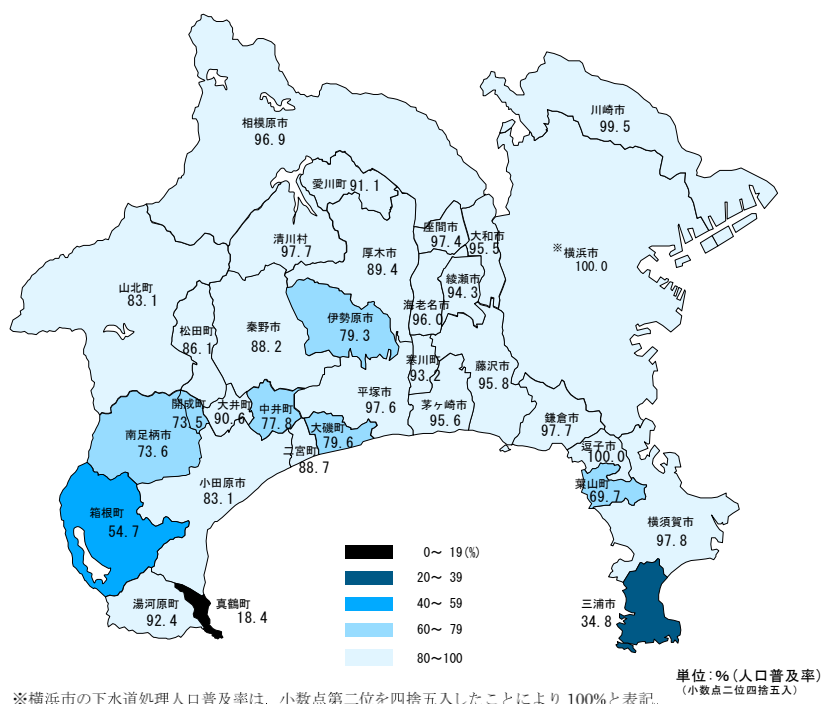 川崎市
99.5
相模原市
96.9
愛川町 91.1
座間市
97.4
大和市
95.5
清川村
97.7
厚木市
89.4
※横浜市
100.0
綾瀬市
94.3
山北町
83.1
海老名市
96.0
伊勢原市
79.3
松田町
86.1
秦野市
88.2
寒川町
93.2
藤沢市
95.8
平塚市
97.6
茅ヶ崎市
95.6
開成町
73.5
大井町
90.6
中井町
77.8
鎌倉市
97.7
大磯町
79.6
南足柄市
73.6
二宮町
88.7
逗子市
100.0
小田原市
83.1
葉山町
69.7
箱根町
54.7
横須賀市
97.8
湯河原町
92.4
真鶴町
18.4
三浦市
34.8
0～ 19(%)
20～ 39
40～ 59
60～ 79
80～100
単位：%(人口普及率)
(小数点二位四捨五入)
※横浜市の下水道処理人口普及率は、小数点第二位を四捨五入したことにより 100%と表記。